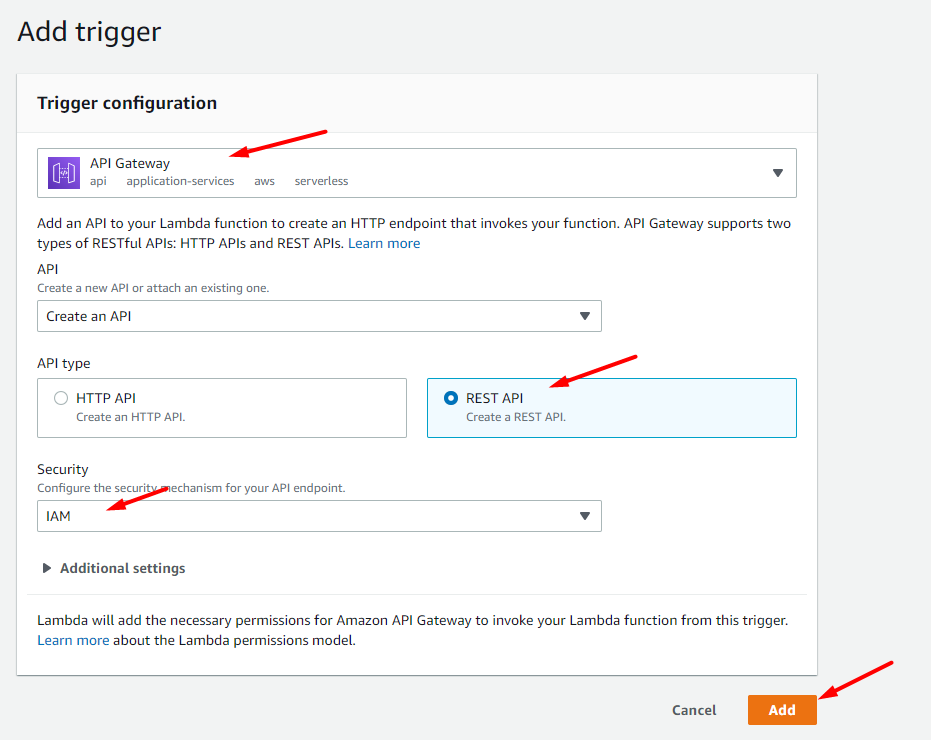 Add trigger
Trigger configuration
API Gateway
api application-services aws serverless
Add an API to your Lambda function to create an HTTP endpoint that invokes your function. API Gateway supports two
types of RESTful APIs: HTTP APIs and REST APIs. Learn more
API
Create a new API or attach an existing one.
Create an API
API type
HTTP API
Create an HTTP API.
REST API
Create a REST API.
Security
Configure the security mechanism for your API endpoint.
IAM
Additional settings
Lambda will add the necessary permissions for Amazon API Gateway to invoke your Lambda function from this trigger.
Learn more about the Lambda permissions model.
Cancel
Add